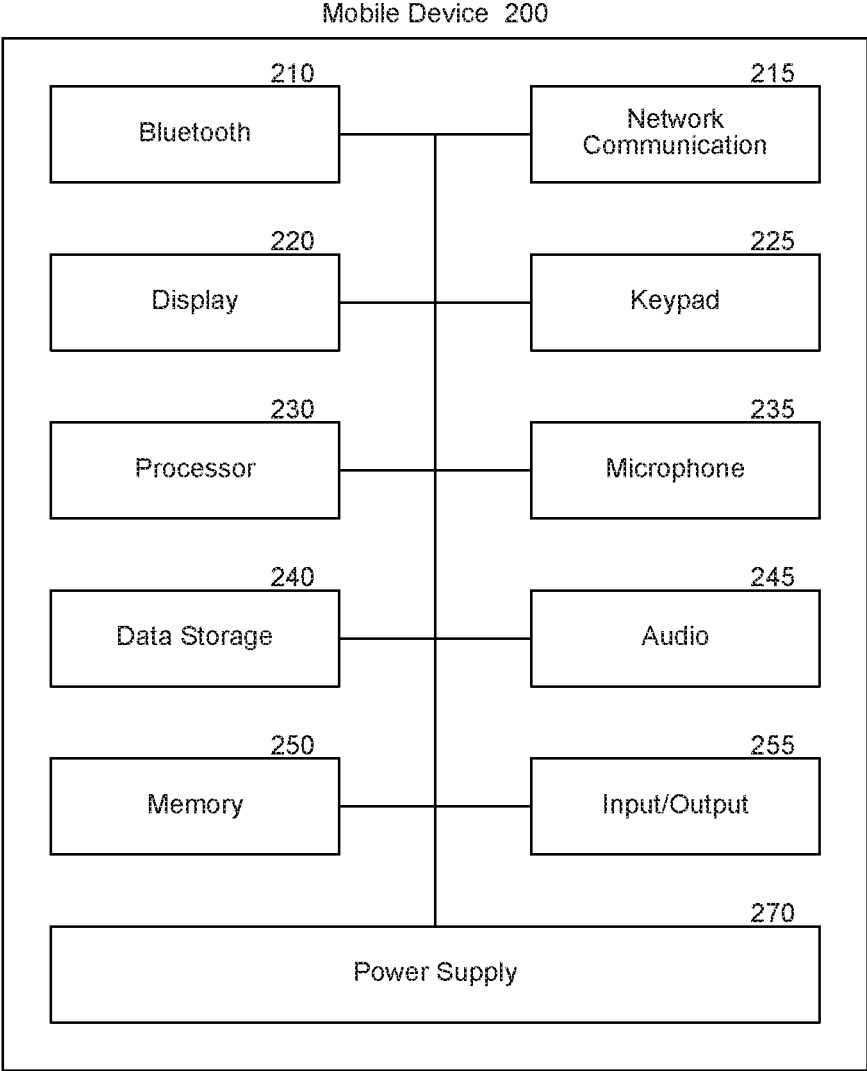 Mobile Device 200
210
215
Bluetooth
Network
Communication
220
225
Display
Keypad
230
235
Processor
Microphone
240
245
Data Storage
Audio
250
255
Memory
Input/Output
270
Power Supply